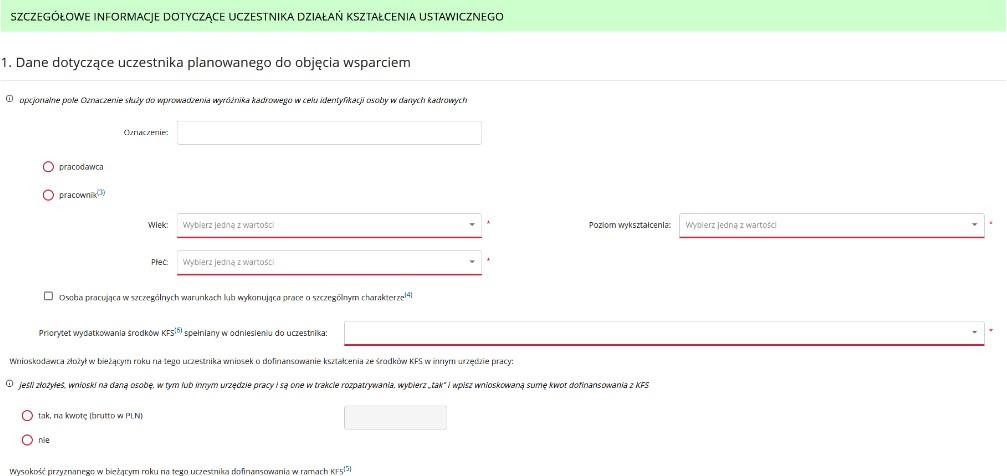 SZCZEGÓŁOWE INFORMACJE DOTYCZĄCE UCZESTNIKA DZIAŁAŃ KSZTAŁCENIA USTAWICZNEGO
1. Dane dotyczące uczestnika planowanego do objęcia wsparciem
opcjonalne pole Oznaczenie służy do wprowadzenia wyróżnika kadrowego w celu identyfikacji osoby w danych kadrowych
Oznaczenie:
pracodawca
pracownik(3)
Wiek: Wybierz jedną z wartości * Poziom wykształcenia: Wybierz jedną z wartości *
Płeć: Wybierz jedną z wartości *
Osoba pracująca w szczególnych warunkach lub wykonująca prace o szczególnym charakterze(4)
Priorytet wydatkowania środków KFS(6) spełniany w odniesieniu do uczestnika: *
Wnioskodawca złożył w bieżącym roku na tego uczestnika wniosek o dofinansowanie kształcenia ze środków KFS w innym urzędzie pracy:
jeśli złożyłeś, wnioski na daną osobę, w tym lub innym urzędzie pracy i są one w trakcie rozpatrywania, wybierz „tak" i wpisz wnioskowaną sumę kwot dofinansowania z KFS
tak, na kwotę (brutto w PLN)
nie
Wysokość przyznanego w bieżącym roku na tego uczestnika dofinansowania w ramach KFS(5)